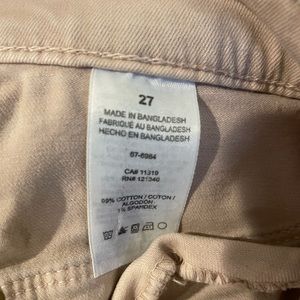 27
MADE IN BANGLADESH
FABRIQUÉ AU BANGLADESH
HECHO EN BANGLADESH
67-6984
CA# 11319
RN# 121340
99% COTTON / COTON /
ALGODÓN
1% SPANDEX